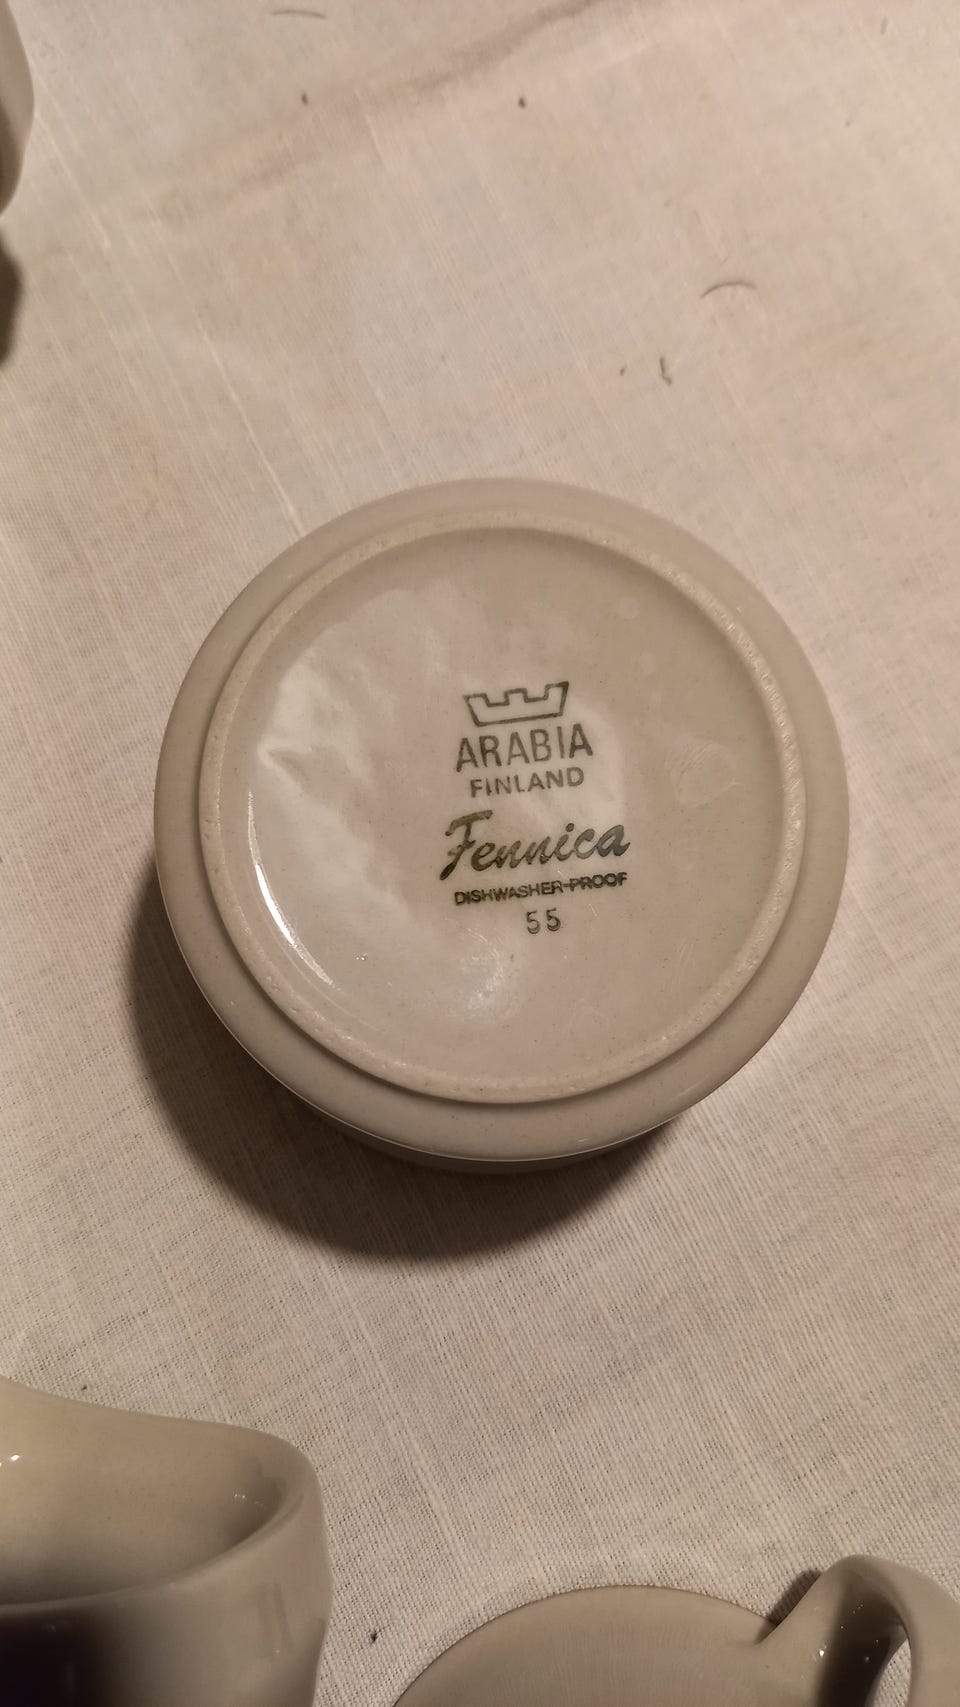 ARABIA
FINLAND
Fennica
DISHWASHER-PROOF
55